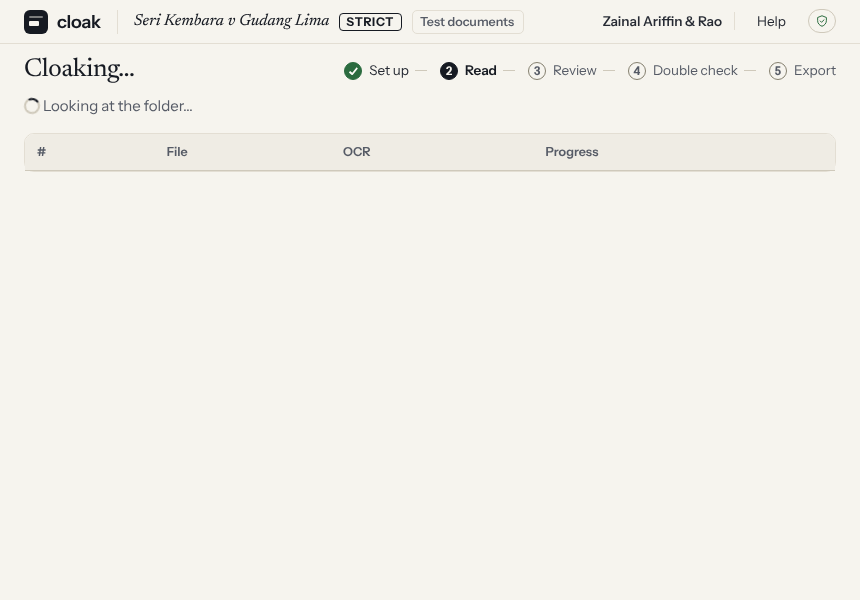 cloak
Seri Kembara v Gudang Lima
STRICT
Test documents
Zainal Ariffin & Rao
Help
Cloaking...
Set up
2 Read
3 Review
4 Double check
5 Export
Looking at the folder...
# File OCR Progress